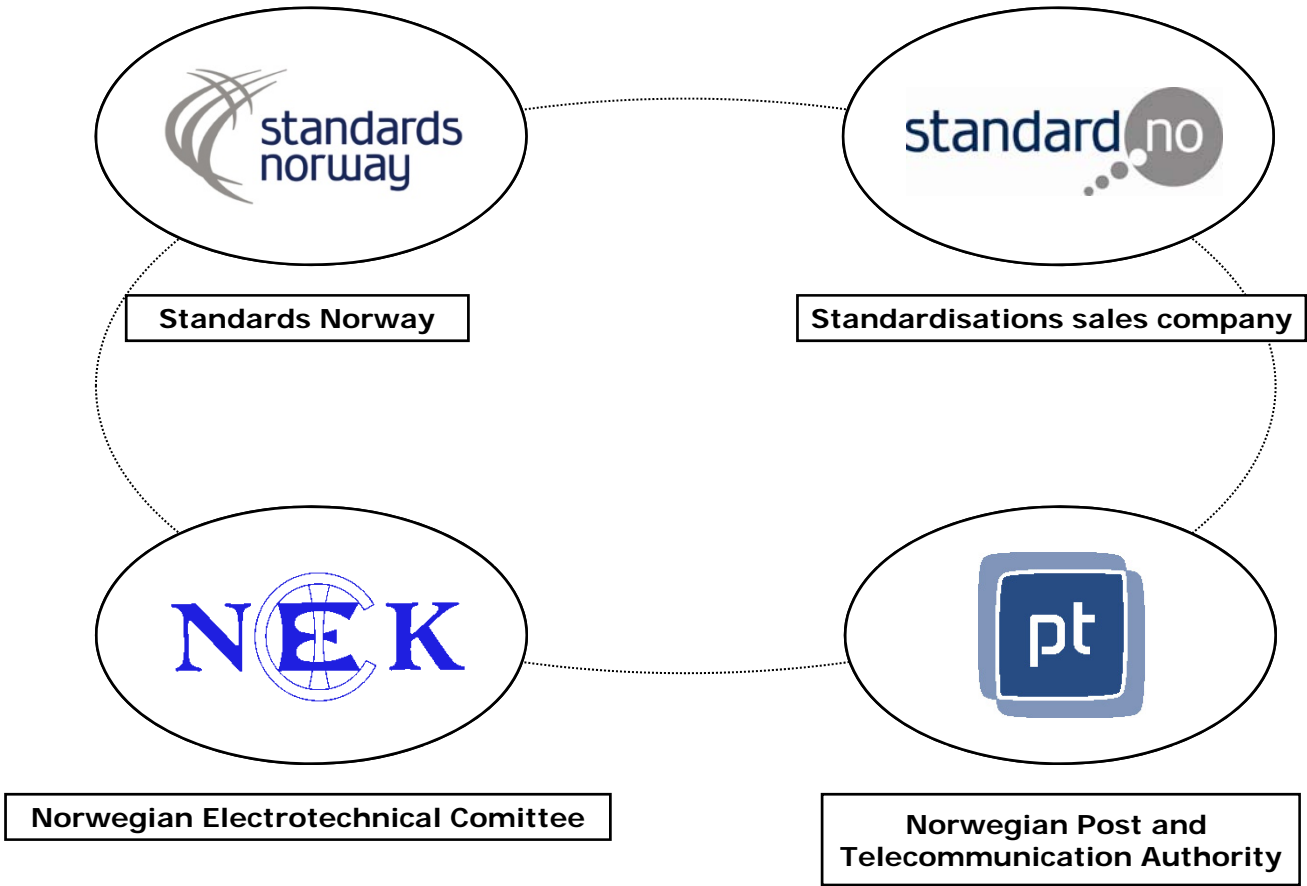 standards
norway
standard.no
Standards Norway
Standardisations sales company
NEK
pt
Norwegian Electrotechnical Comittee
Norwegian Post and
Telecommunication Authority